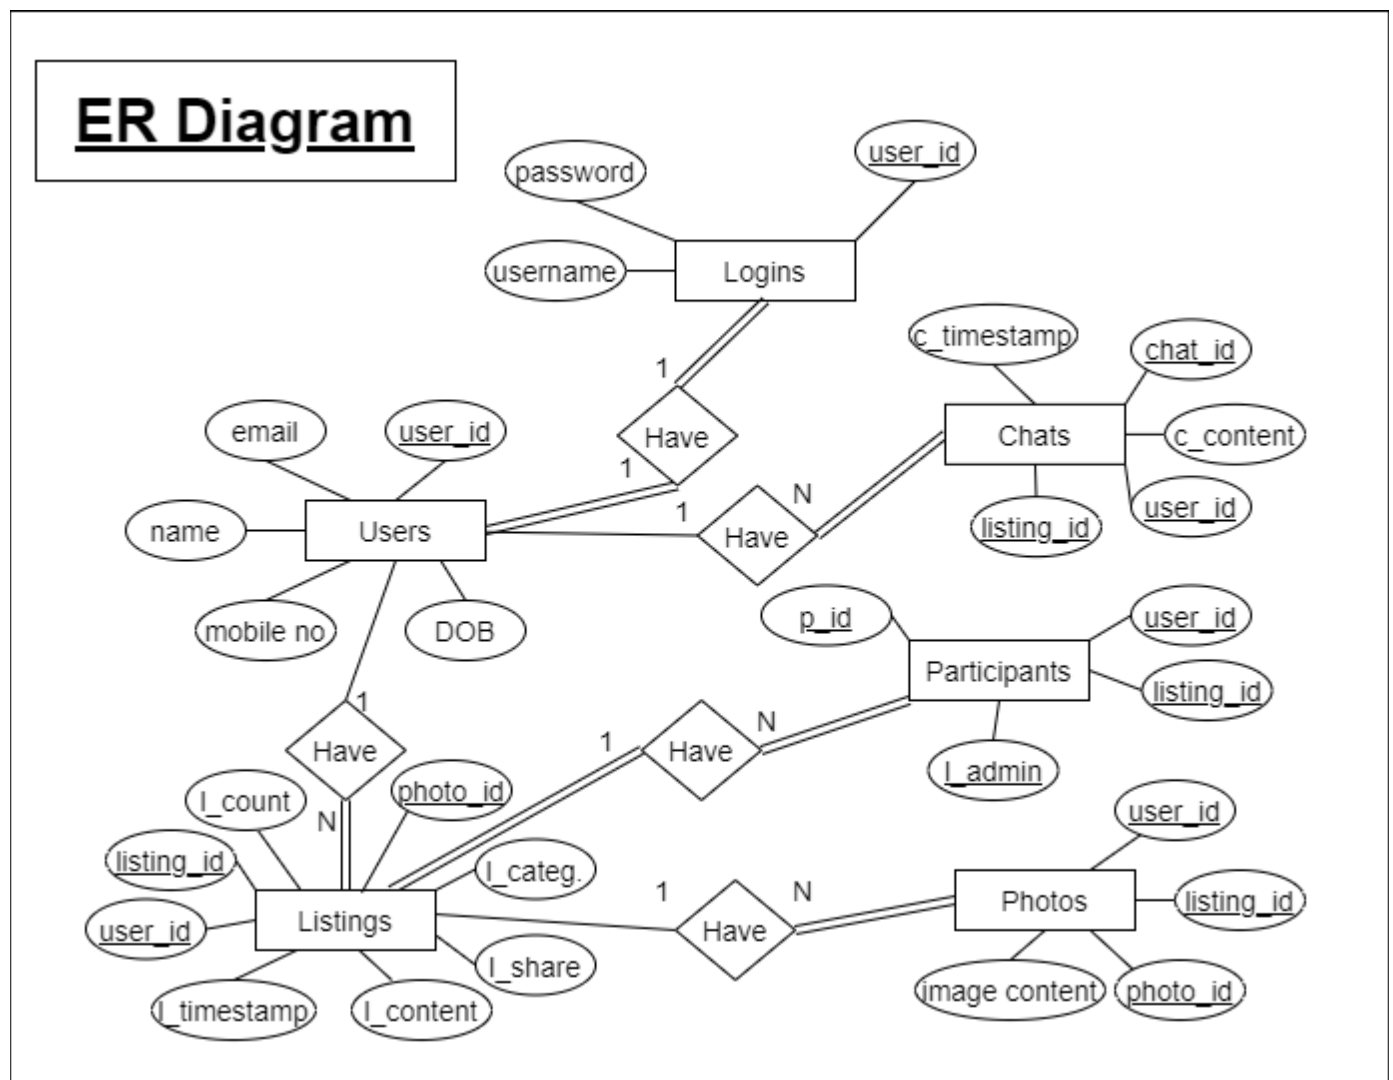 ER Diagram
password
user_id
username
Logins
1
c_timestamp
chat_id
email
user_id
Have
Chats
c_content
1
N
name
Users
1
Have
listing_id
user_id
mobile no
DOB
p_id
user_id
Participants
listing_id
1
Have
1
Have
N
l_admin
l_count
photo_id
N
user_id
listing_id
l_categ.
1
N
Photos
listing_id
user_id
Listings
Have
l_share
l_timestamp
l_content
image content
photo_id